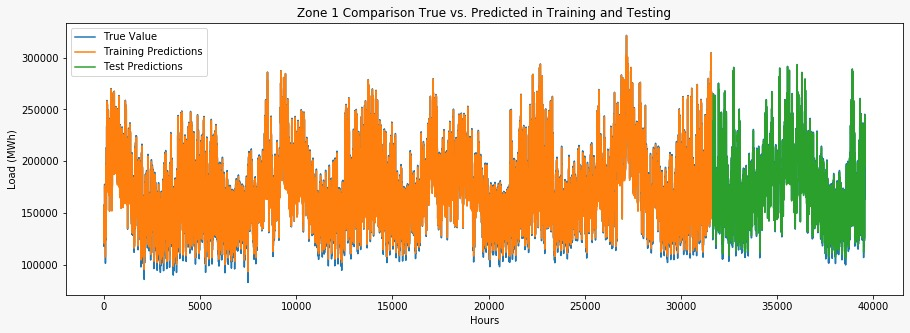 Zone 1 Comparison True vs. Predicted in Training and Testing
True Value
Training Predictions
Test Predictions
Load (MWh)
300000
250000
200000
150000
100000
0 5000 10000 15000 20000 25000 30000 35000 40000
Hours